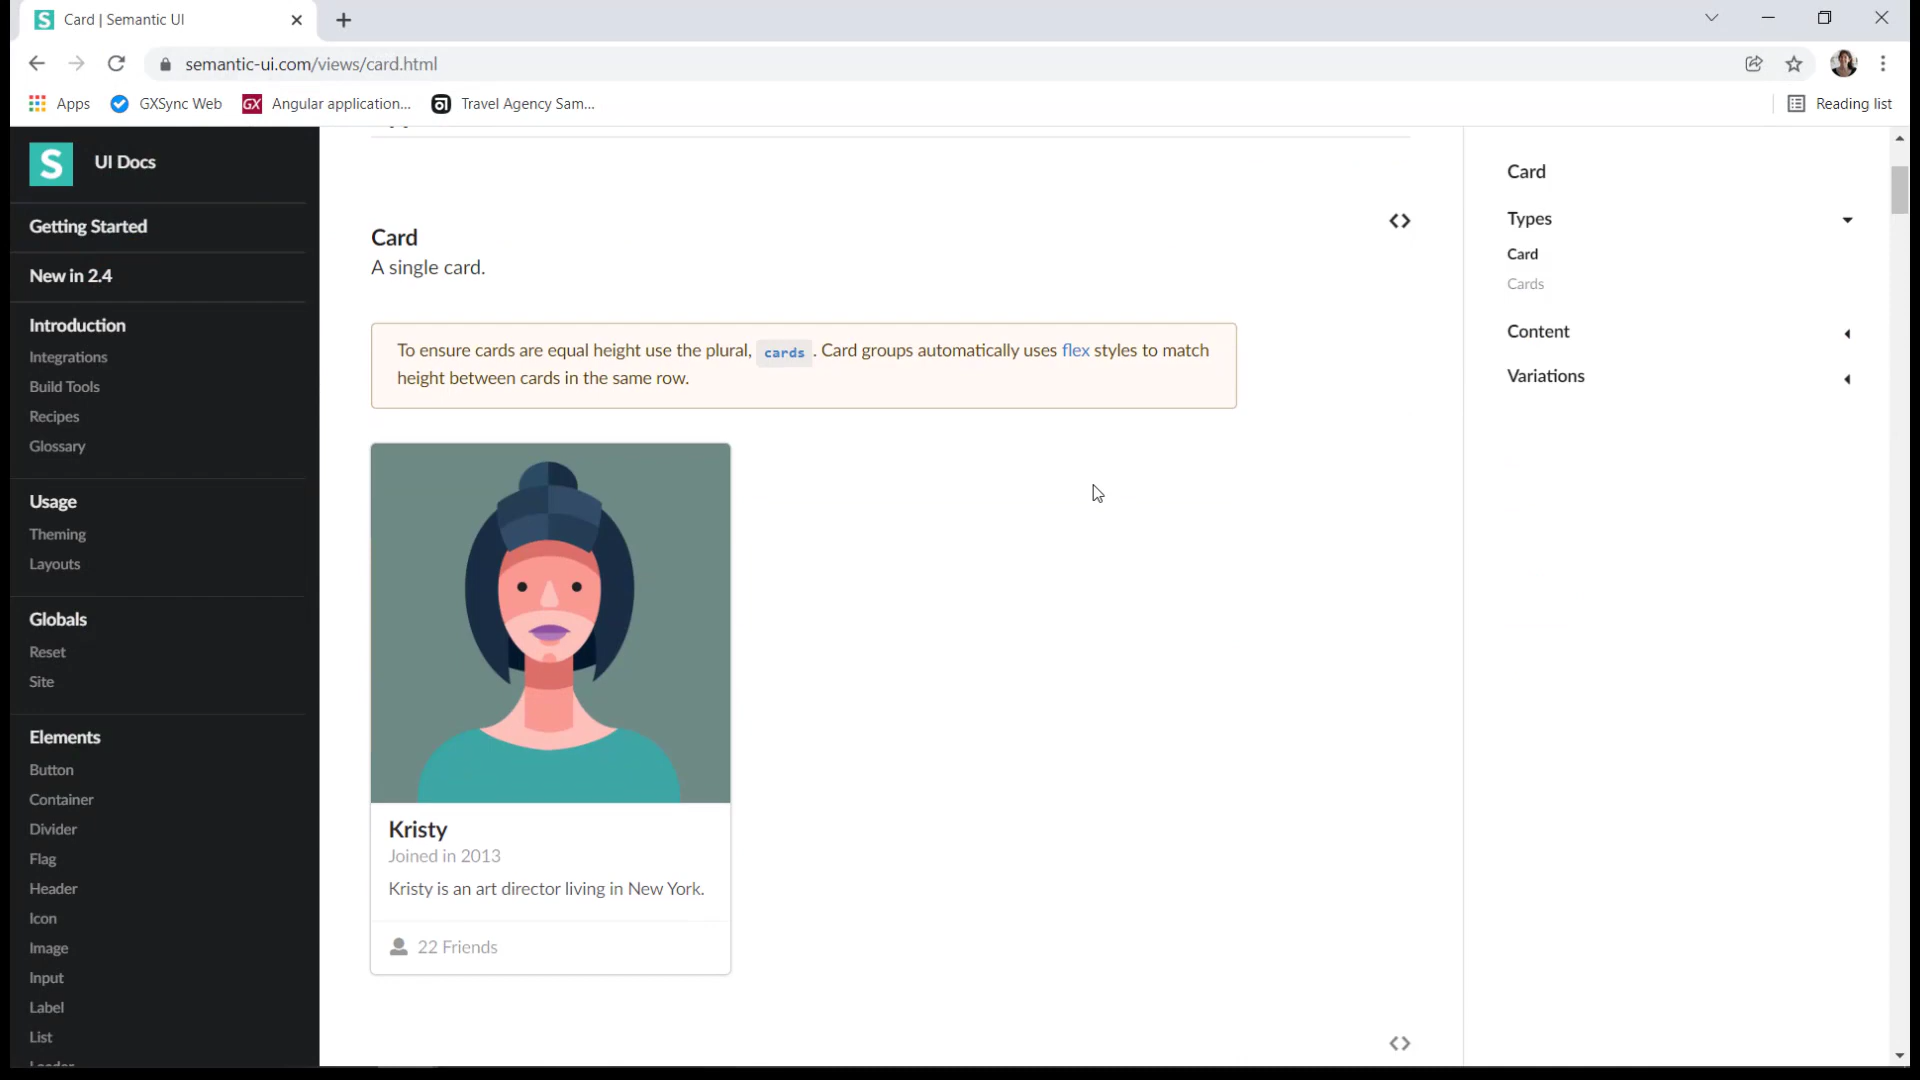 S Card | Semantic UI
semantic-ui.com/views/card.html
Apps GXSync Web GX Angular application... Travel Agency Sam... Reading list
S UI Docs
Getting Started
New in 2.4
Introduction
Integrations
Build Tools
Recipes
Glossary
Usage
Theming
Layouts
Globals
Reset
Site
Elements
Button
Container
Divider
Flag
Header
Icon
Image
Input
Label
List
Loader
Card
A single card.
To ensure cards are equal height use the plural, cards . Card groups automatically uses flex styles to match
height between cards in the same row.
Kristy
Joined in 2013
Kristy is an art director living in New York.
22 Friends
Card
Types
Card
Cards
Content
Variations